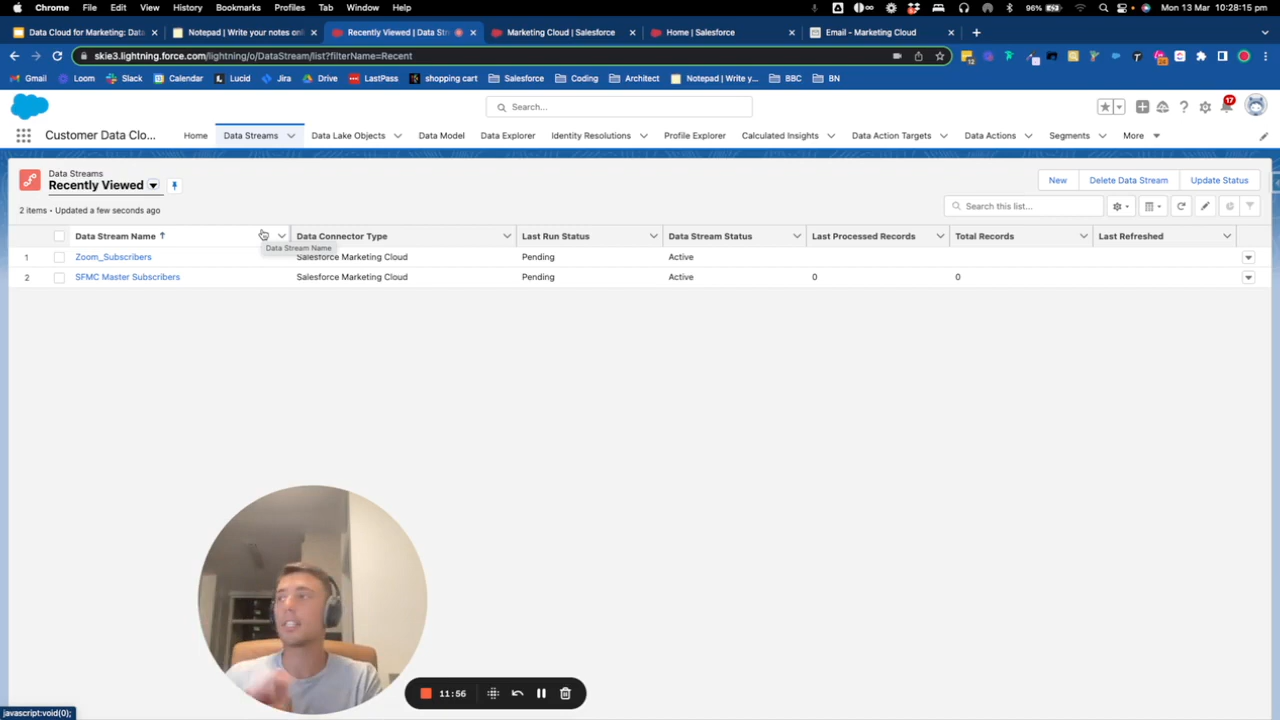 Chrome File Edit View History Bookmarks Profiles Tab Window Help 96% Mon 13 Mar 10:28:15 pm
Data Cloud for Marketing: Dat Notepad | Write your notes onl Recently Viewed | Data Str Marketing Cloud | Salesforce Home | Salesforce Email - Marketing Cloud
skie3.lightning.force.com/lightning/o/DataStream/list?filterName=Recent
Gmail Loom Slack Calendar Lucid Jira Drive LastPass shopping cart Salesforce Coding Architect Notepad | Write y... BBC BN
Search... 17
Customer Data Clo... Home Data Streams Data Lake Objects Data Model Data Explorer Identity Resolutions Profile Explorer Calculated Insights Data Action Targets Data Actions Segments More
Data Streams
Recently Viewed
New Delete Data Stream Update Status
2 items • Updated a few seconds ago
Search this list...
Data Stream Name Data Connector Type Last Run Status Data Stream Status Last Processed Records Total Records Last Refreshed
Data Stream Name
1 Zoom_Subscribers Salesforce Marketing Cloud Pending Active
2 SFMC Master Subscribers Salesforce Marketing Cloud Pending Active 0 0
11:56
javascript:void(0);